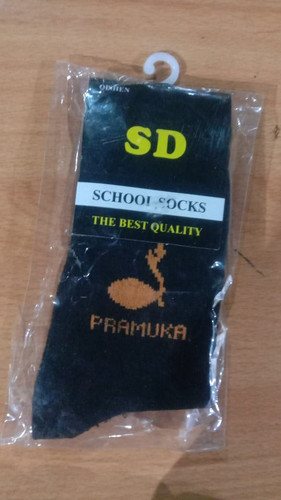 SD
SCHOOL SOCKS
THE BEST QUALITY
PRAMUKA